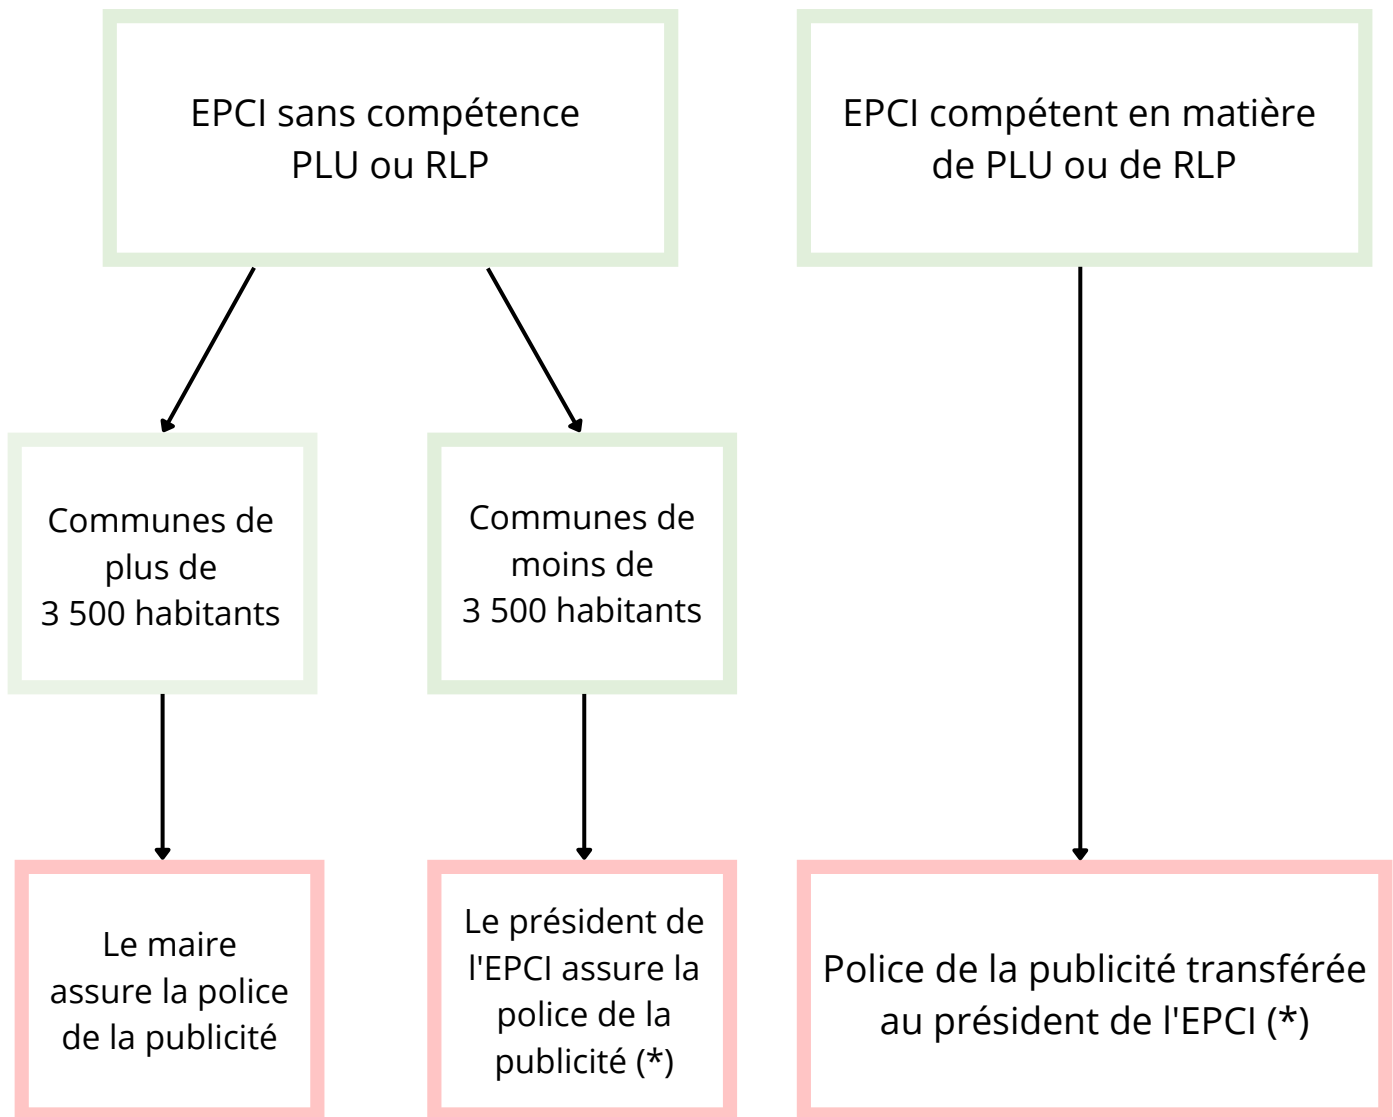 EPCI sans compétence
PLU ou RLP
EPCI compétent en matière
de PLU ou de RLP
Communes de
plus de
3 500 habitants
Communes de
moins de
3 500 habitants
Le maire
assure la police
de la publicité
Le président de
l'EPCI assure la
police de la
publicité (*)
Police de la publicité transférée
au président de l'EPCI (*)